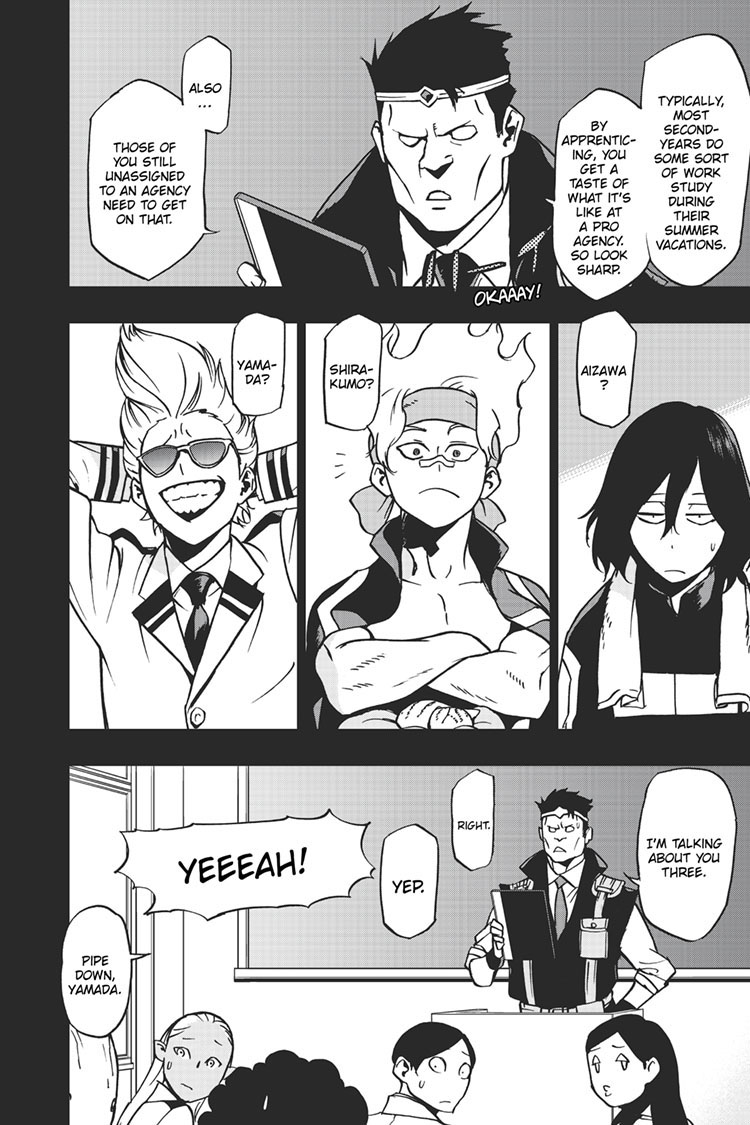 TYPICALLY,
MOST
SECOND-
YEARS DO
SOME SORT
OF WORK
STUDY
DURING
THEIR
SUMMER
VACATIONS.
BY
APPRENTIC-
ING, YOU
GET A
TASTE OF
WHAT IT'S
LIKE AT
A PRO
AGENCY.
SO LOOK
SHARP.
OKAAAY!
ALSO
...
THOSE OF
YOU STILL
UNASSIGNED
TO AN AGENCY
NEED TO GET
ON THAT.
AIZAWA
?
SHIRA-
KUMO?
YAMA-
DA?
I'M TALKING
ABOUT YOU
THREE.
RIGHT.
YEP.
YEEEAH!
PIPE
DOWN,
YAMADA.